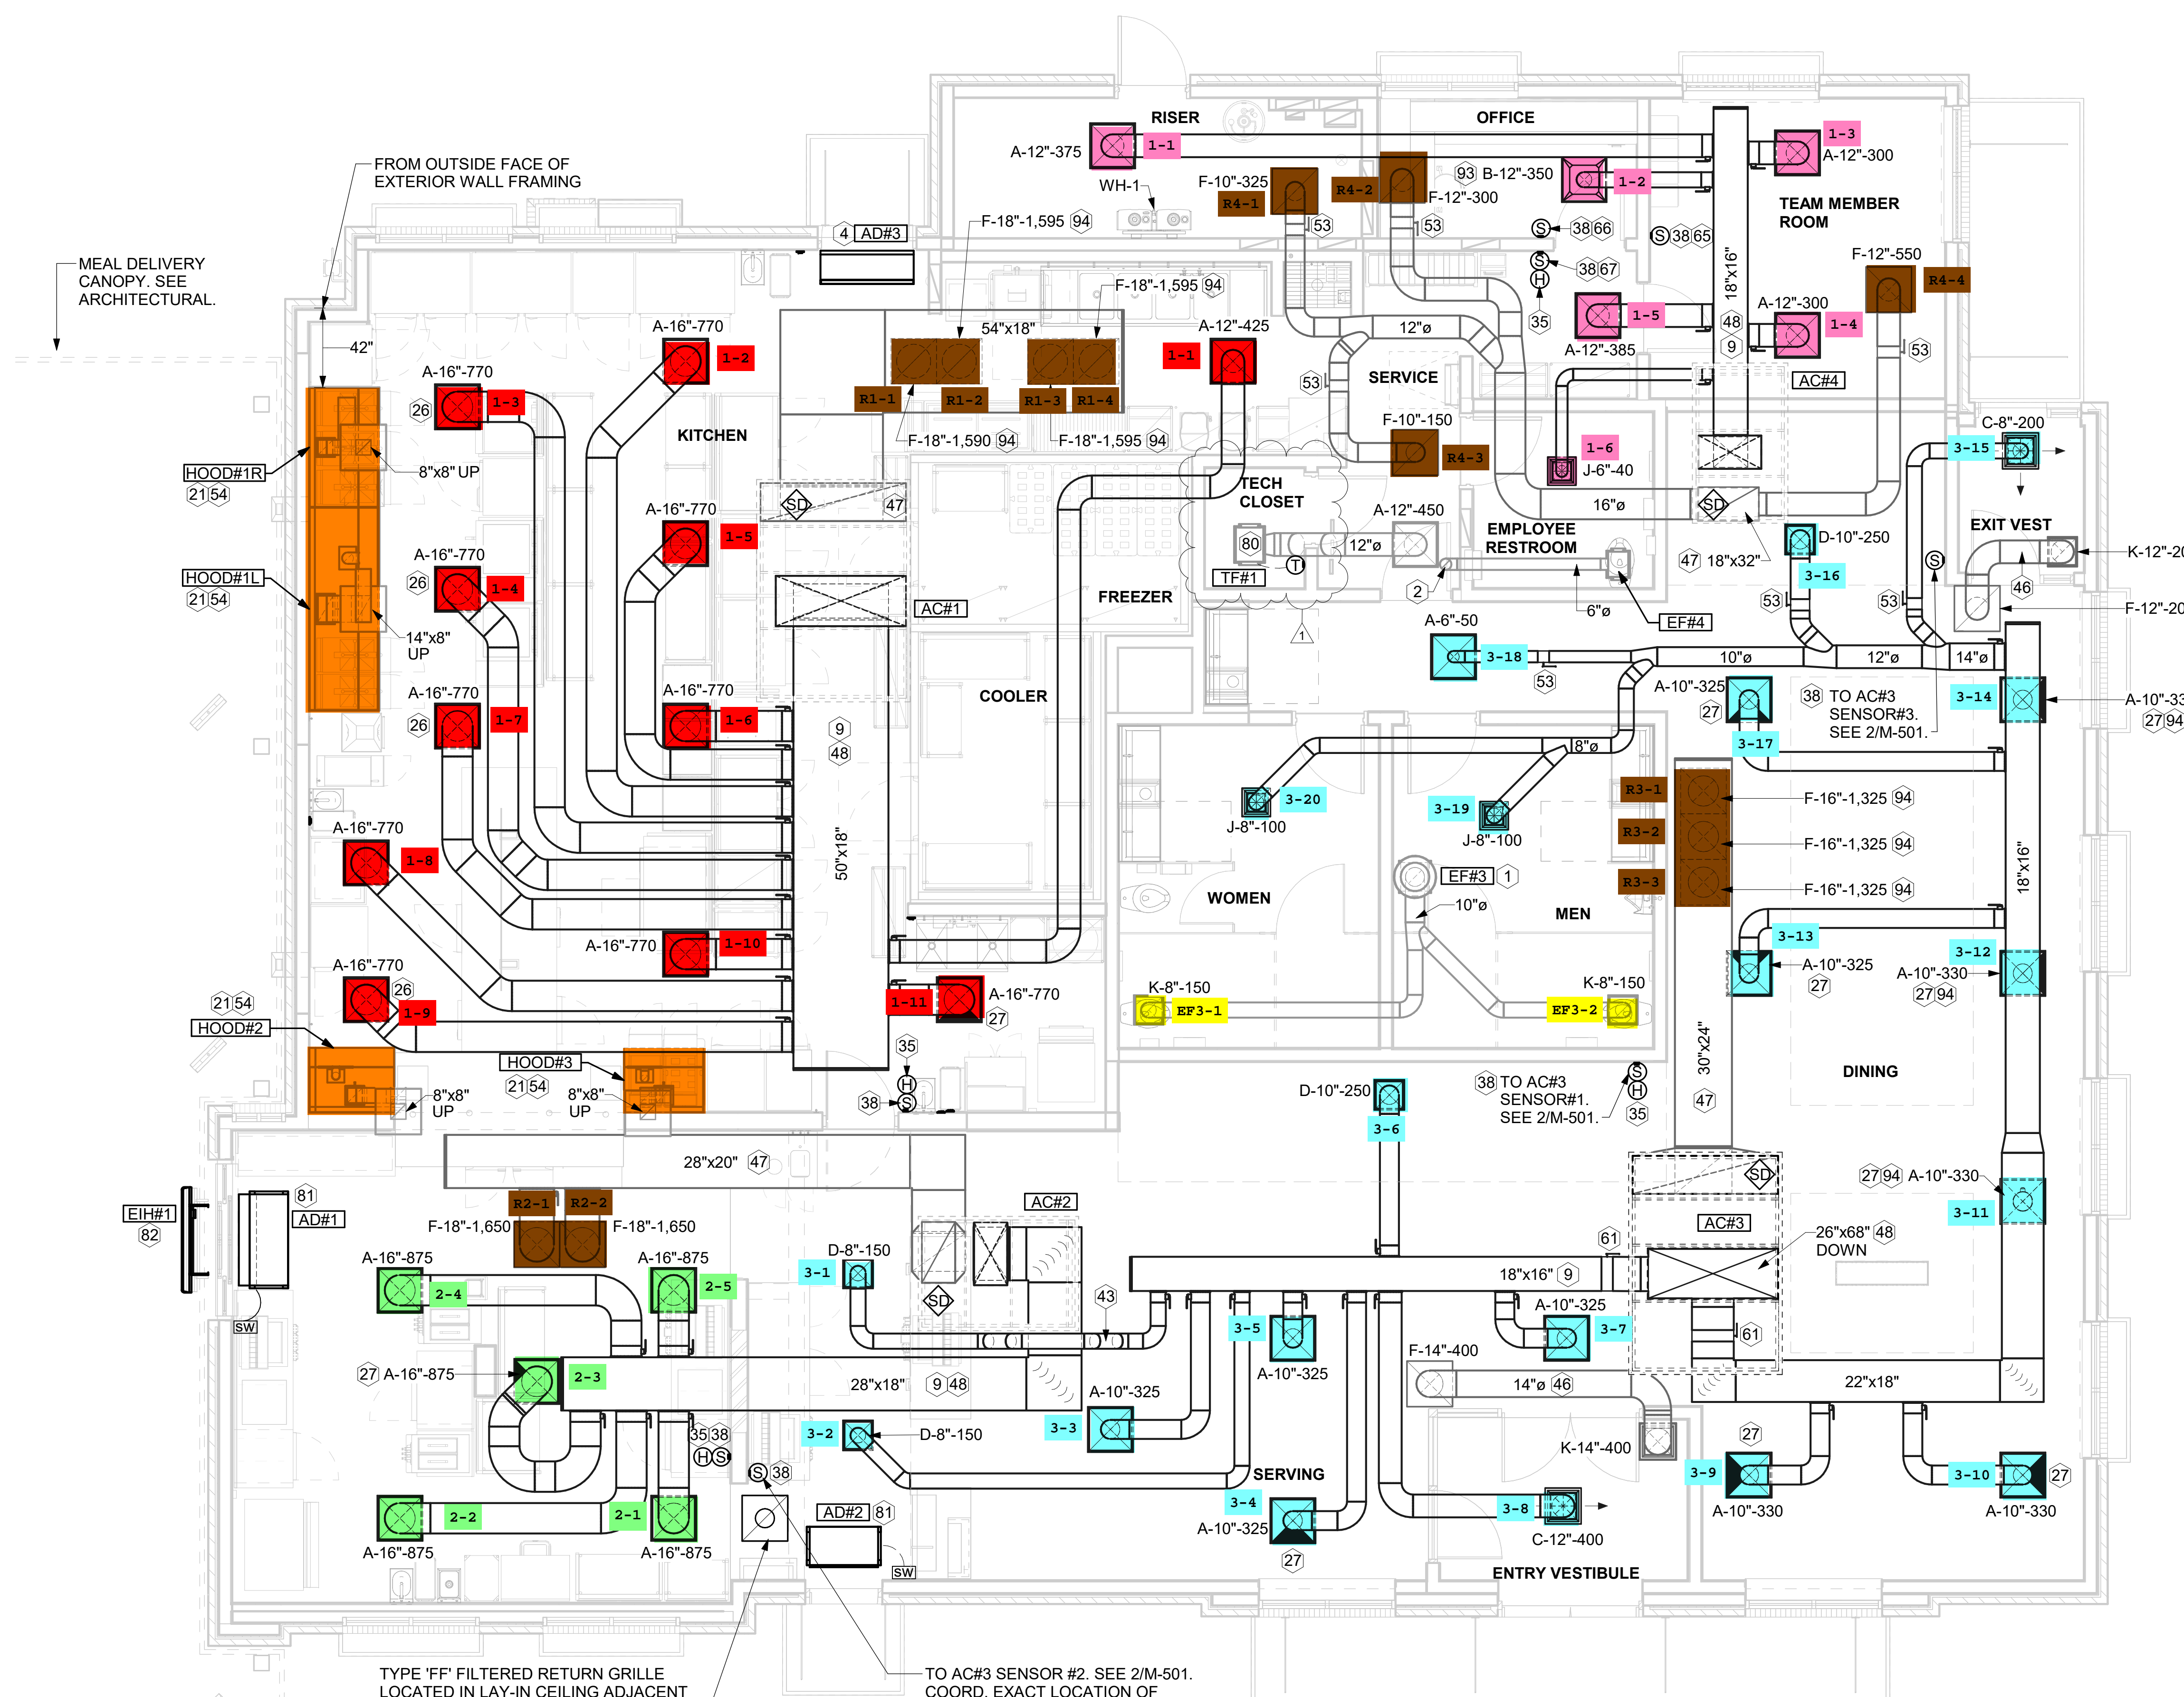 RISER
OFFICE
A-12"-375
1-1
1-3
A-12"-300
FROM OUTSIDE FACE OF
EXTERIOR WALL FRAMING
F-10"-325
R4-1
R4-2
93
B-12"-350
1-2
F-12"-300
WH-1
TEAM MEMBER
ROOM
F-18"-1,595 94
4 AD#3
53
53
38 66
S
S 38 65
MEAL DELIVERY
CANOPY. SEE
ARCHITECTURAL.
F-12"-550
R4-4
S
H
38 67
35
F-18"-1,595 94
18"x16"
A-12"-300
1-4
1-5
A-12"-385
48
9
42"
A-16"-770
1-2
54"x18"
A-12"-425
1-1
12"ø
53
A-16"-770
1-3
26
R1-1
R1-2
R1-3
R1-4
SERVICE
53
AC#4
KITCHEN
F-18"-1,590 94
F-18"-1,595 94
F-10"-150
R4-3
1-6
J-6"-40
C-8"-200
3-15
HOOD#1R
21 54
8"x8" UP
SD
47
TECH
CLOSET
SD
16"ø
A-16"-770
1-5
A-12"-450
EMPLOYEE
RESTROOM
EXIT VEST
D-10"-250
80
12"ø
47 18"x32"
S
K-12"-20
A-16"-770
26
1-4
TF#1
T
3-16
HOOD#1L
21 54
FREEZER
AC#1
2
6"ø
53
53
46
F-12"-20
EF#4
A-6"-50
1
14"x8"
UP
3-18
53
10"ø
12"ø
14"ø
A-16"-770
26
1-7
A-16"-770
1-6
COOLER
A-10"-325
27
38 TO AC#3
SENSOR#3.
SEE 2/M-501.
3-14
A-10"-33
27 94
3-17
9
48
8"ø
R3-1
F-16"-1,325 94
3-20
J-8"-100
3-19
J-8"-100
R3-2
F-16"-1,325 94
A-16"-770
1-8
50"x18"
18"x16"
EF#3 1
R3-3
F-16"-1,325 94
WOMEN
10"ø
MEN
A-16"-770
1-10
3-13
3-12
A-10"-325
27
A-10"-330
27 94
A-16"-770
26
1-9
1-11
A-16"-770
27
K-8"-150
EF3-1
K-8"-150
EF3-2
21 54
HOOD#2
30"x24"
35
HOOD#3
21 54
H
S
38
D-10"-250
38 TO AC#3
SENSOR#1.
SEE 2/M-501.
S
H
35
DINING
47
8"x8"
UP
8"x8"
UP
3-6
28"x20" 47
SD
27 94 A-10"-330
3-11
81
AD#1
EIH#1
82
R2-1
R2-2
AC#2
AC#3
F-18"-1,650
F-18"-1,650
26"x68" 48
DOWN
61
A-16"-875
A-16"-875
D-8"-150
3-1
18"x16" 9
2-4
2-5
SD
43
A-10"-325
SW
3-5
3-7
61
A-10"-325
F-14"-400
27 A-16"-875
2-3
28"x18"
9 48
A-10"-325
14"ø 46
22"x18"
3-2
D-8"-150
3-3
35 38
H S
K-14"-400
27
S 38
SERVING
3-9
3-10
27
2-2
2-1
3-4
A-10"-325
3-8
A-10"-330
A-10"-330
AD#2 81
A-16"-875
A-16"-875
C-12"-400
27
SW
ENTRY VESTIBULE
TYPE 'FF' FILTERED RETURN GRILLE
LOCATED IN LAY-IN CEILING ADJACENT
TO AC#3 SENSOR #2. SEE 2/M-501.
COORD. EXACT LOCATION OF